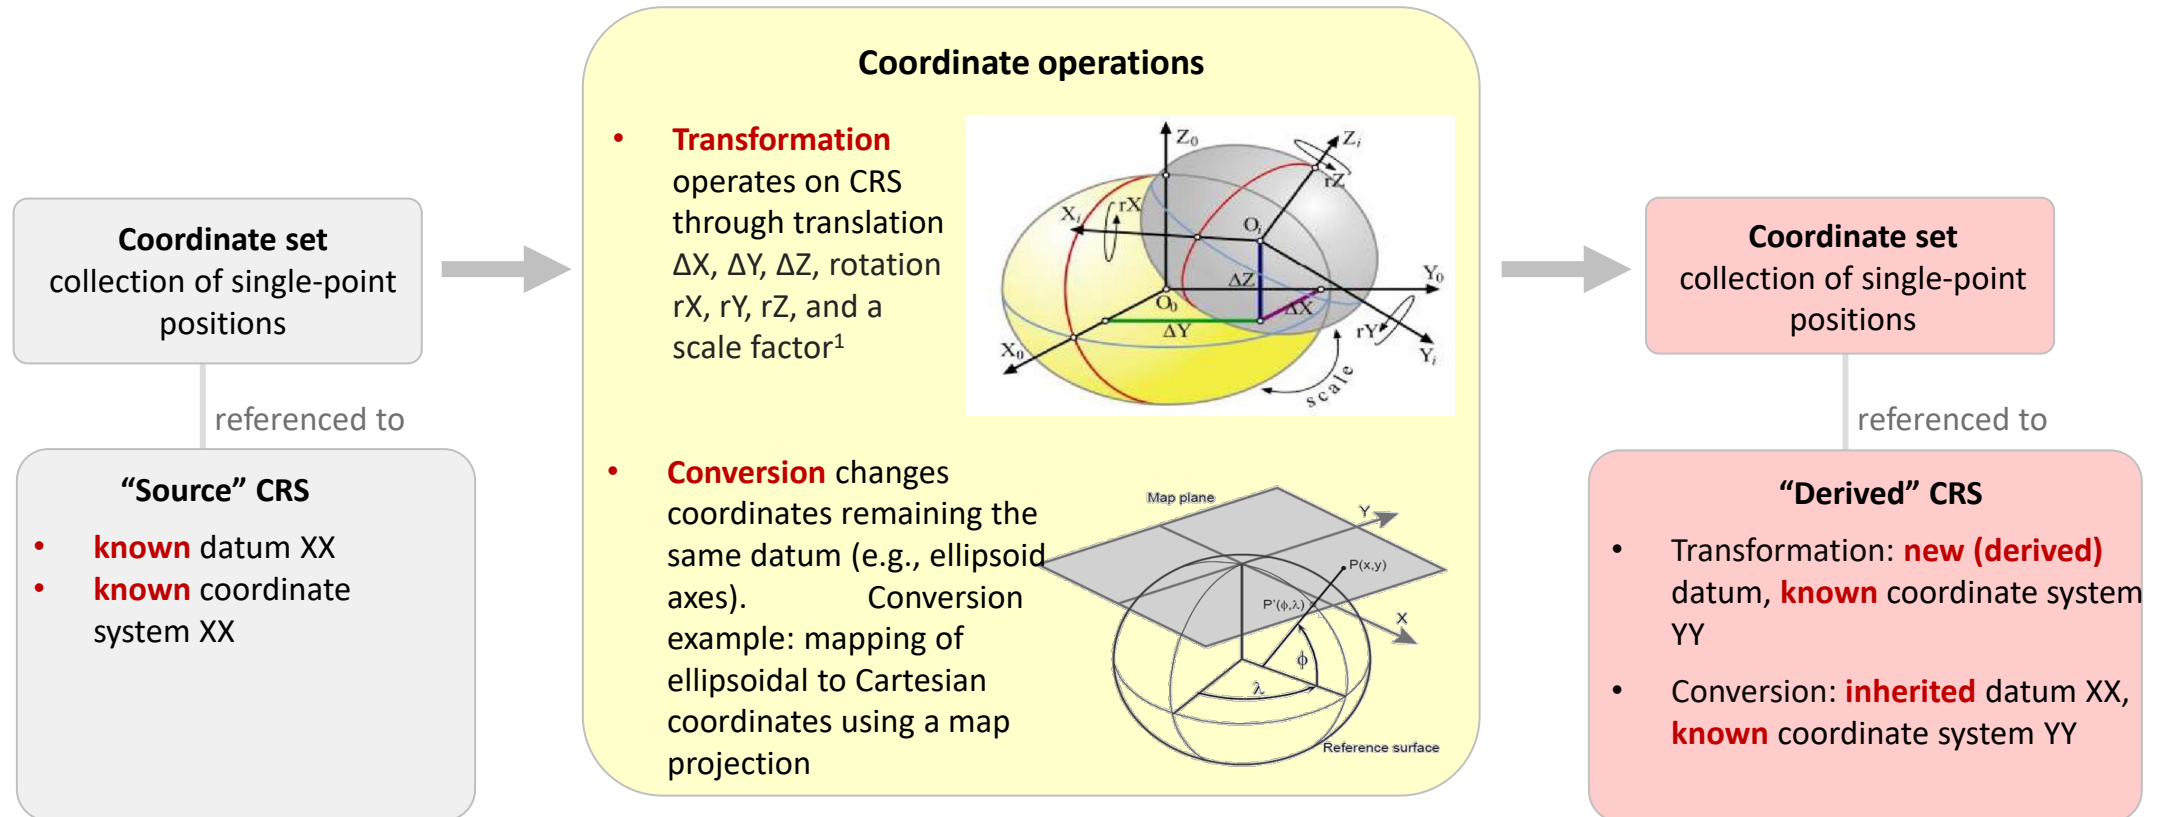 Coordinate set
collection of single-point
positions
referenced to
“Source” CRS
• known datum XX
• known coordinate
system XX
Coordinate operations
• Transformation
operates on CRS
through translation
ΔX, ΔY, ΔZ, rotation
rX, rY, rZ, and a
scale factor1
Z0
Zi
rZ
Xi
rX
Oi
ΔZ
Y0
O0
ΔX
ΔY
rY
X0
Yi
scale
• Conversion changes
coordinates remaining the
same datum (e.g., ellipsoid
axes). Conversion
example: mapping of
ellipsoidal to Cartesian
coordinates using a map
projection
Map plane
Y
P(x,y)
P'(ϕ,λ)
X
ϕ
λ
Reference surface
Coordinate set
collection of single-point
positions
referenced to
“Derived” CRS
• Transformation: new (derived)
datum, known coordinate system
YY
• Conversion: inherited datum XX,
known coordinate system YY